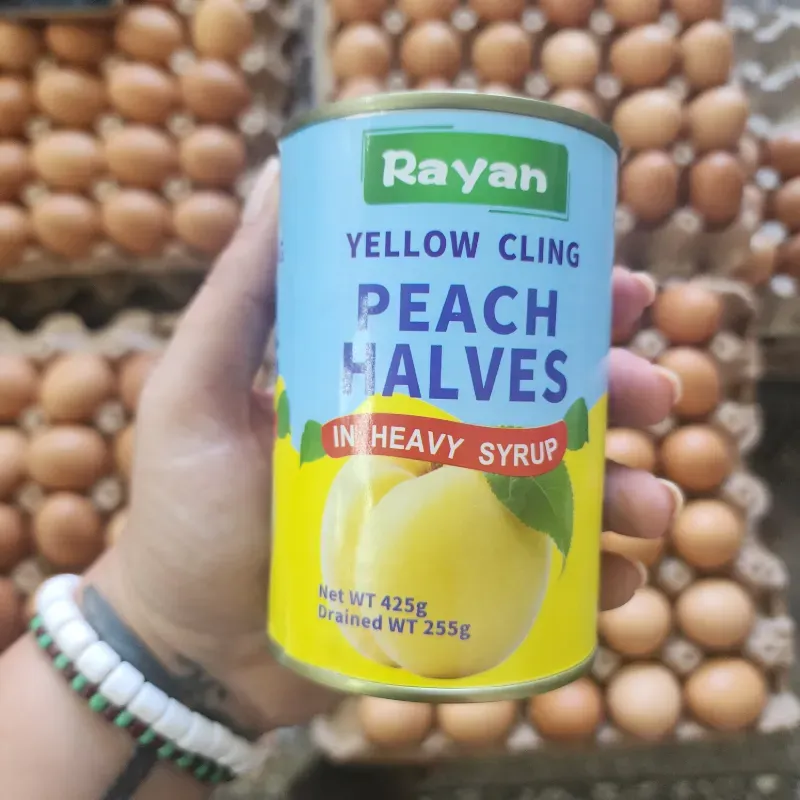 Rayan
YELLOW CLING
PEACH
HALVES
IN HEAVY SYRUP
Net WT 425g
Drained WT 255g